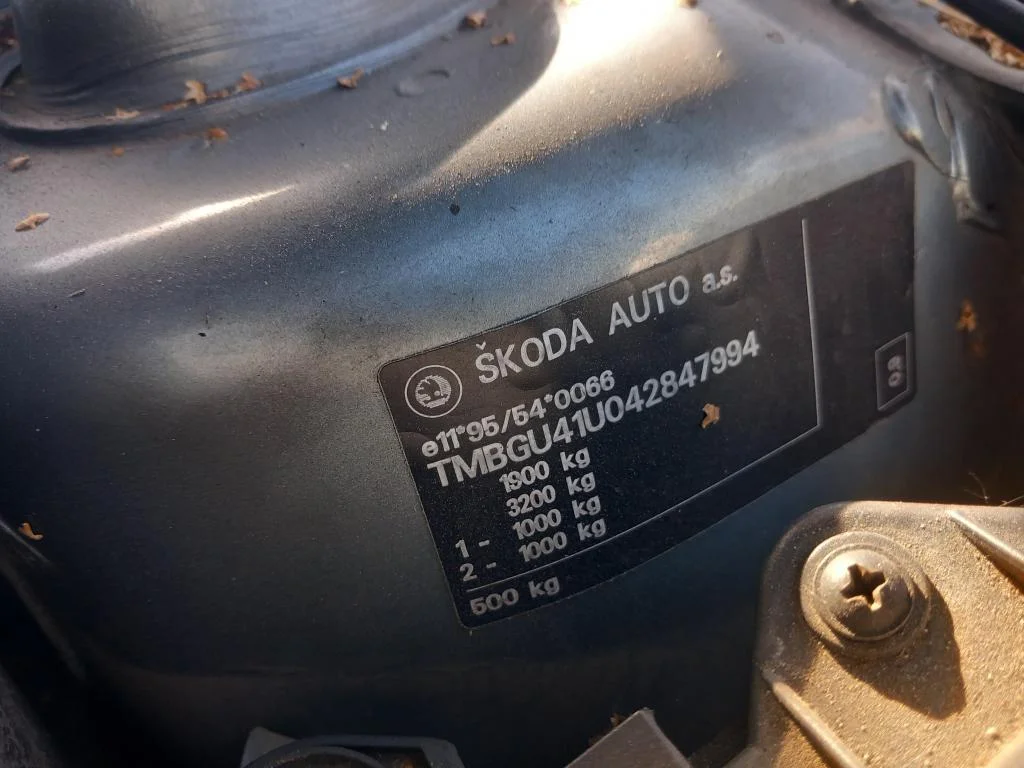 ŠKODA AUTO a.s.
e11*95/54*0066
TMBGU41U042847994
1900 kg
3200 kg
1 - 1000 kg
2 - 1000 kg
500 kg